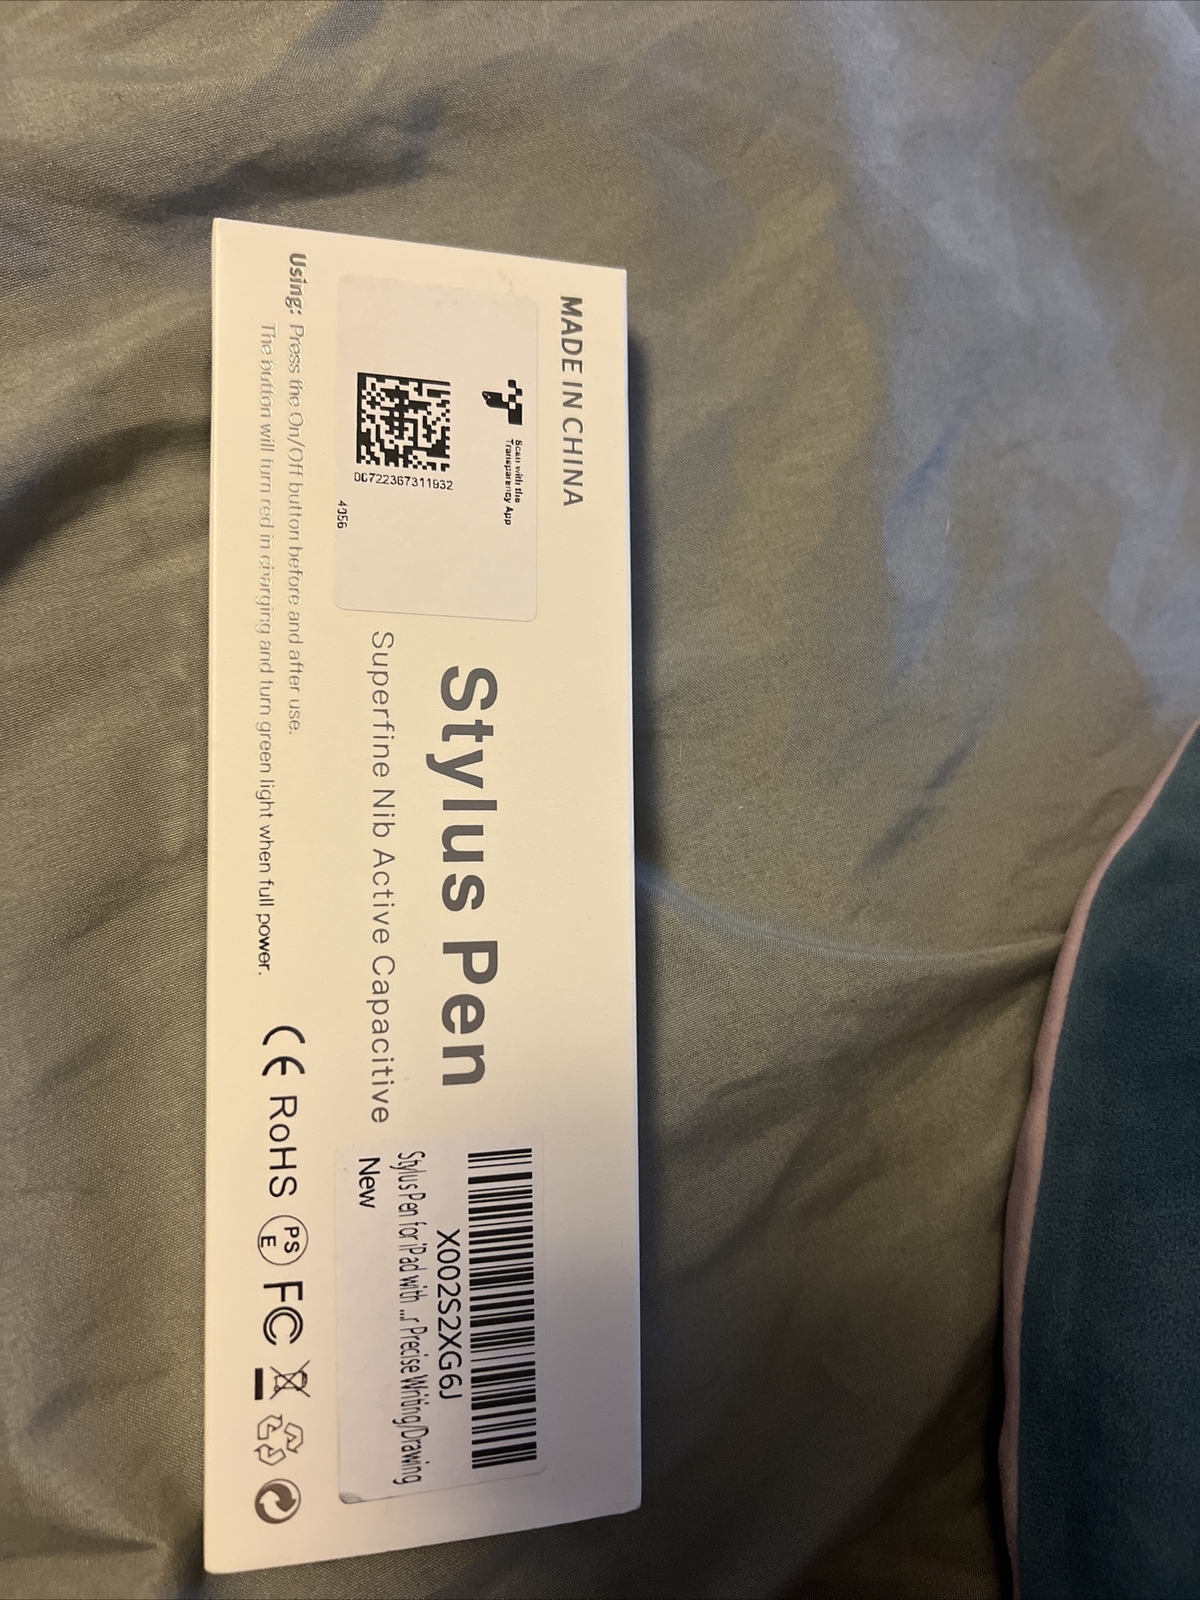 MADE IN CHINA
Scan with the
Transparency App
4056
Stylus Pen
Superfine Nib Active Capacitive
X002S2XG6J
Stylus Pen for iPad with ...r Precise Writing/Drawing
New
Using: Press the On/Off button before and after use.
The button will turn red in charging and turn green light when full power.
CE RoHS PS E FC